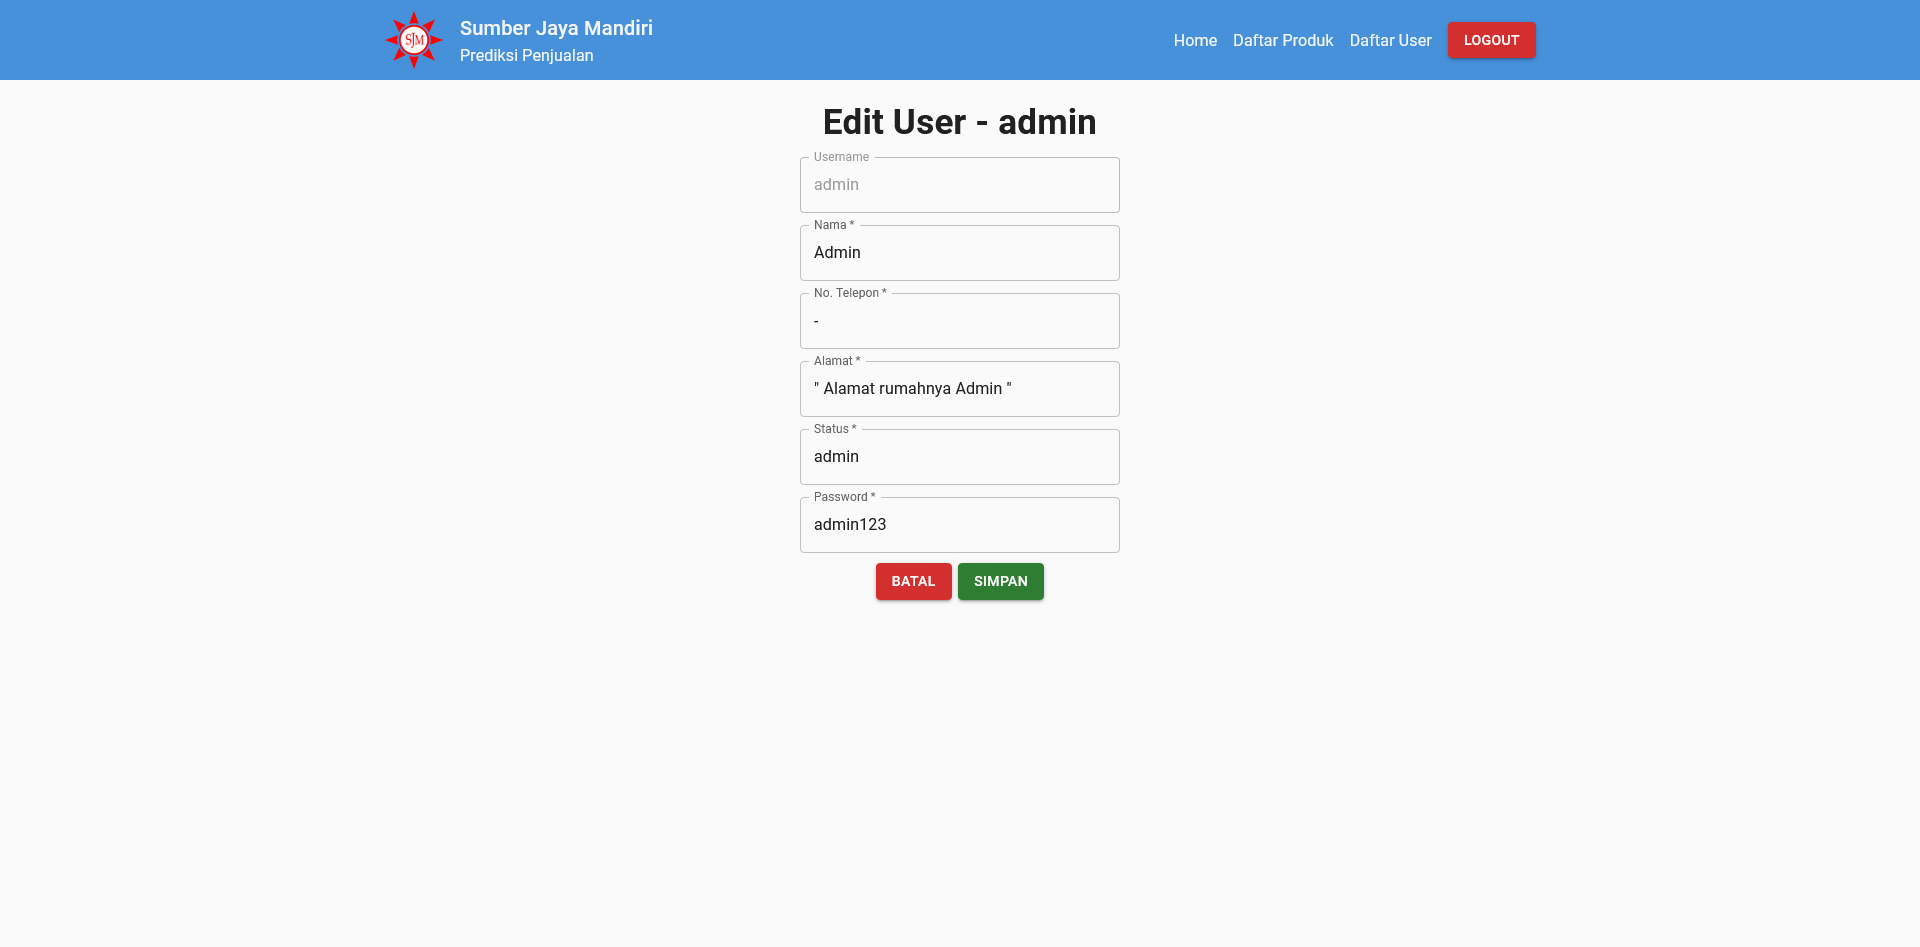 SJM
Sumber Jaya Mandiri
Prediksi Penjualan
Home Daftar Produk Daftar User LOGOUT
Edit User - admin
Username
admin
Nama *
Admin
No. Telepon *
-
Alamat *
" Alamat rumahnya Admin "
Status *
admin
Password *
admin123
BATAL SIMPAN